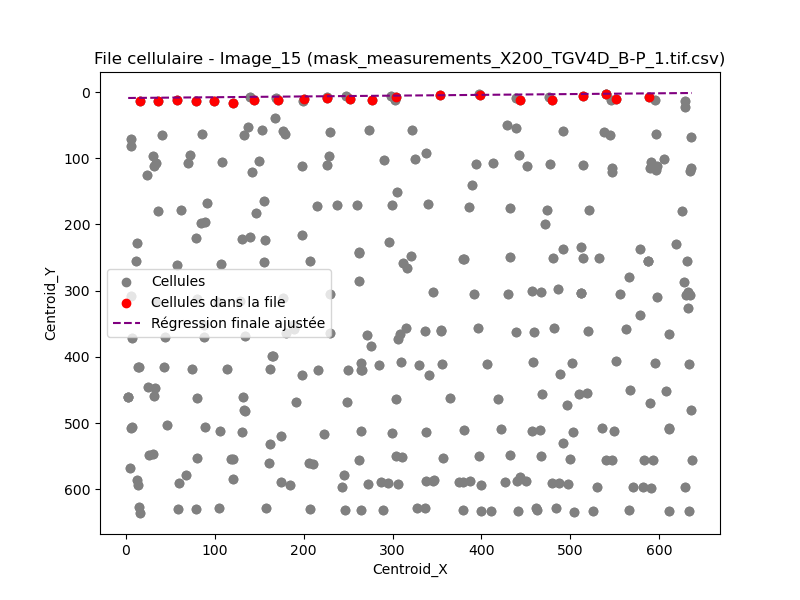 File cellulaire - Image_15 (mask_measurements_X200_TGV4D_B-P_1.tif.csv)
Centroid_Y
0
100
200
300
400
500
600
Cellules
Cellules dans la file
Régression finale ajustée
0 100 200 300 400 500 600
Centroid_X